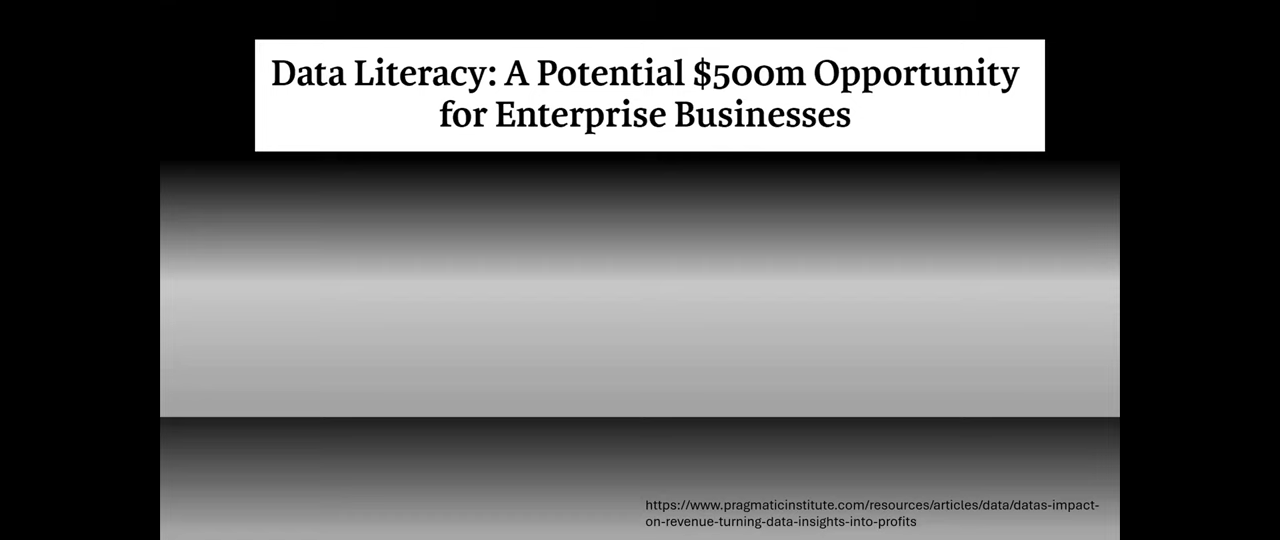 Data Literacy: A Potential $500m Opportunity
for Enterprise Businesses
https://www.pragmaticinstitute.com/resources/articles/data/datas-impact-
on-revenue-turning-data-insights-into-profits